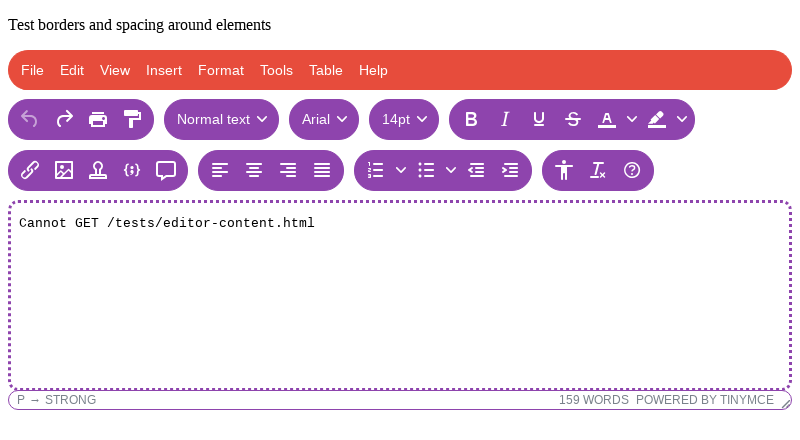 Test borders and spacing around elements
File Edit View Insert Format Tools Table Help
Normal text Arial 14pt B I U S A
Cannot GET /tests/editor-content.html
P → STRONG 159 WORDS POWERED BY TINYMCE